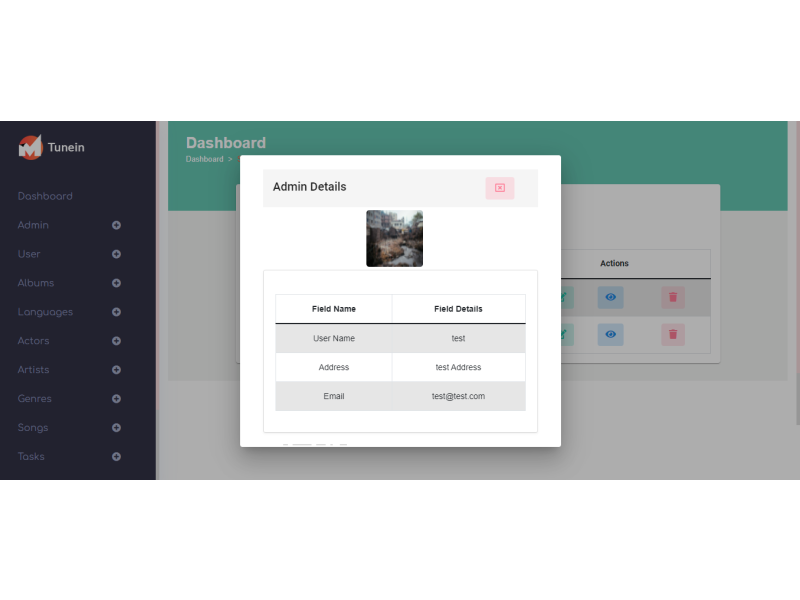 Tunein
Dashboard
Admin
User
Albums
Languages
Actors
Artists
Genres
Songs
Tasks
Dashboard
Dashboard >
Actions
Admin Details
Field Name Field Details
User Name test
Address test Address
Email test@test.com